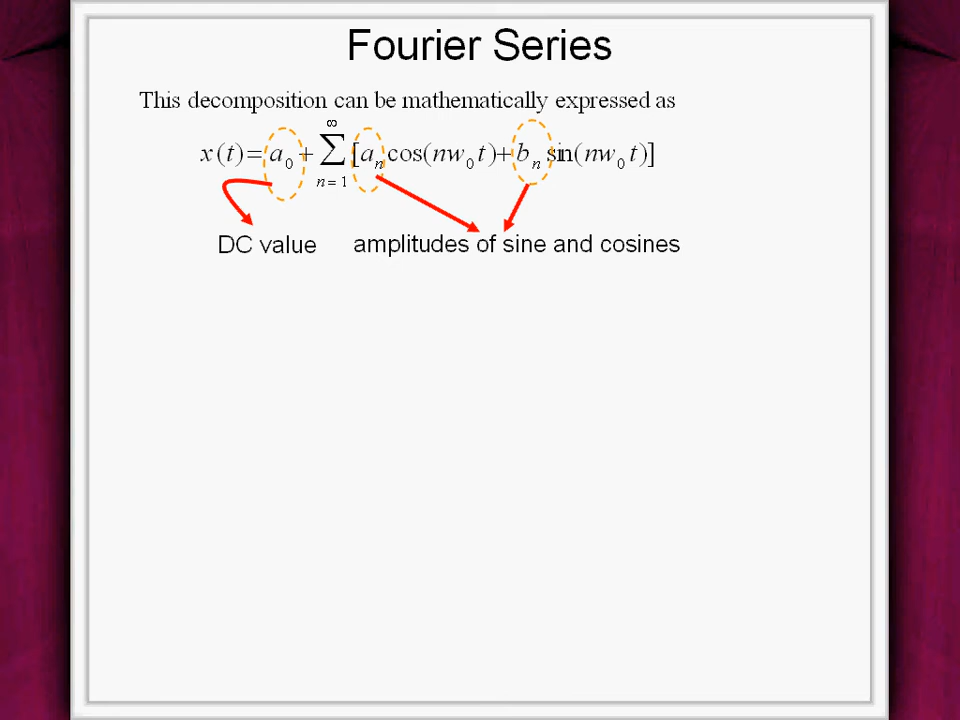 Fourier Series
This decomposition can be mathematically expressed as
x(t) = a₀ + ∑_{n=1}^{∞} [aₙ cos(nw₀t) + bₙ sin(nw₀t)]
DC value amplitudes of sine and cosines